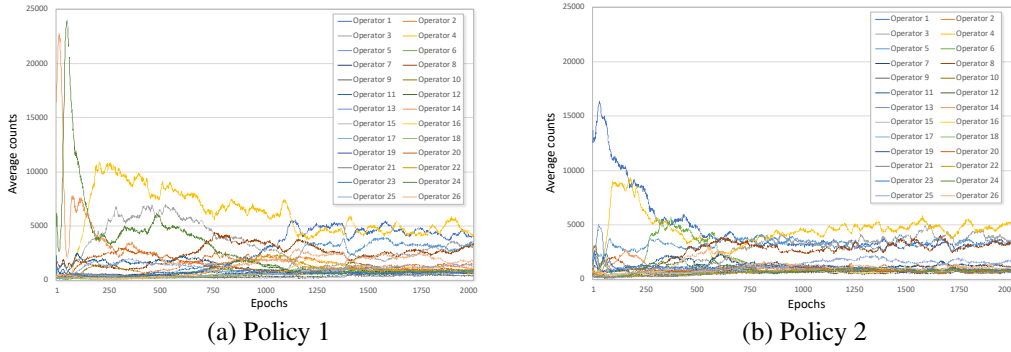 25000
20000
15000
10000
5000
0
Average counts
1 250 500 750 1000 1250 1500 1750 2000
Epochs
Operator 1 Operator 2
Operator 3 Operator 4
Operator 5 Operator 6
Operator 7 Operator 8
Operator 9 Operator 10
Operator 11 Operator 12
Operator 13 Operator 14
Operator 15 Operator 16
Operator 17 Operator 18
Operator 19 Operator 20
Operator 21 Operator 22
Operator 23 Operator 24
Operator 25 Operator 26
(a) Policy 1
25000
20000
15000
10000
5000
0
Average counts
1 250 500 750 1000 1250 1500 1750 2000
Epochs
Operator 1 Operator 2
Operator 3 Operator 4
Operator 5 Operator 6
Operator 7 Operator 8
Operator 9 Operator 10
Operator 11 Operator 12
Operator 13 Operator 14
Operator 15 Operator 16
Operator 17 Operator 18
Operator 19 Operator 20
Operator 21 Operator 22
Operator 23 Operator 24
Operator 25 Operator 26
(b) Policy 2